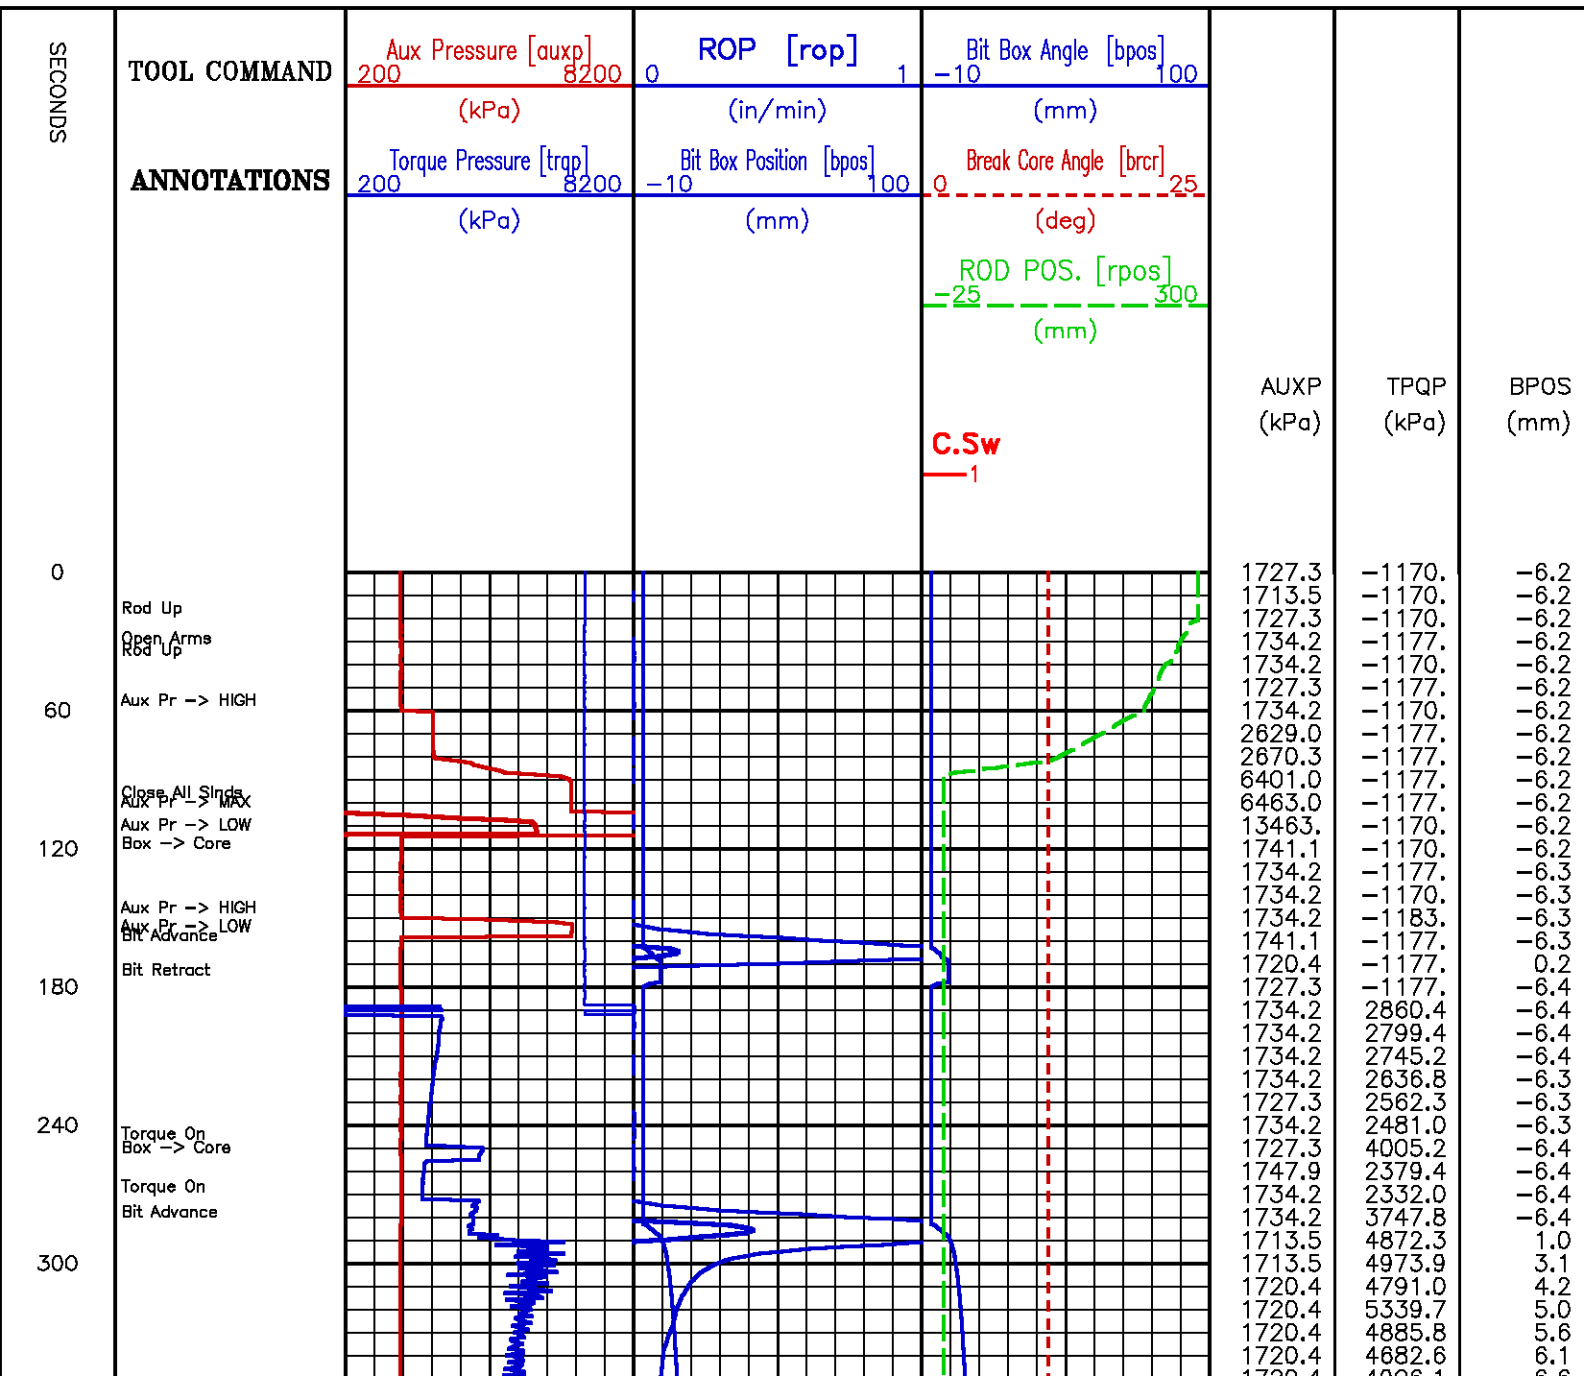 SECONDS
TOOL COMMAND
ANNOTATIONS
Aux Pressure [auxp]
200 8200
(kPa)
Torque Pressure [trqp]
200 8200
(kPa)
ROP [rop]
0 1
(in/min)
Bit Box Position [bpos]
-10 100
(mm)
Bit Box Angle [bpos]
-10 100
(mm)
Break Core Angle [brcr]
0 25
(deg)
ROD POS. [rpos]
-25 300
(mm)
C.Sw
1
AUXP TPQP BPOS
(kPa) (kPa) (mm)
0
Rod Up
Open Arms
Rod Up
Aux Pr -> HIGH
60
Close All Slnds
Aux Pr -> MAX
Aux Pr -> LOW
Box -> Core
120
Aux Pr -> HIGH
Aux Pr -> LOW
Bit Advance
Bit Retract
180
Torque On
Box -> Core
240
Torque On
Bit Advance
300
1727.3 -1170. -6.2
1713.5 -1170. -6.2
1727.3 -1170. -6.2
1734.2 -1177. -6.2
1734.2 -1170. -6.2
1727.3 -1177. -6.2
1734.2 -1170. -6.2
2629.0 -1177. -6.2
2670.3 -1177. -6.2
6401.0 -1177. -6.2
6463.0 -1177. -6.2
13463. -1170. -6.2
1741.1 -1170. -6.2
1734.2 -1177. -6.3
1734.2 -1170. -6.3
1734.2 -1183. -6.3
1741.1 -1177. -6.3
1720.4 -1177. 0.2
1727.3 -1177. -6.4
1734.2 2860.4 -6.4
1734.2 2799.4 -6.4
1734.2 2745.2 -6.4
1734.2 2636.8 -6.3
1727.3 2562.3 -6.3
1734.2 2481.0 -6.3
1727.3 4005.2 -6.4
1747.9 2379.4 -6.4
1734.2 2332.0 -6.4
1734.2 3747.8 -6.4
1713.5 4872.3 1.0
1713.5 4973.9 3.1
1720.4 4791.0 4.2
1720.4 5339.7 5.0
1720.4 4885.8 5.6
1720.4 4682.6 6.1